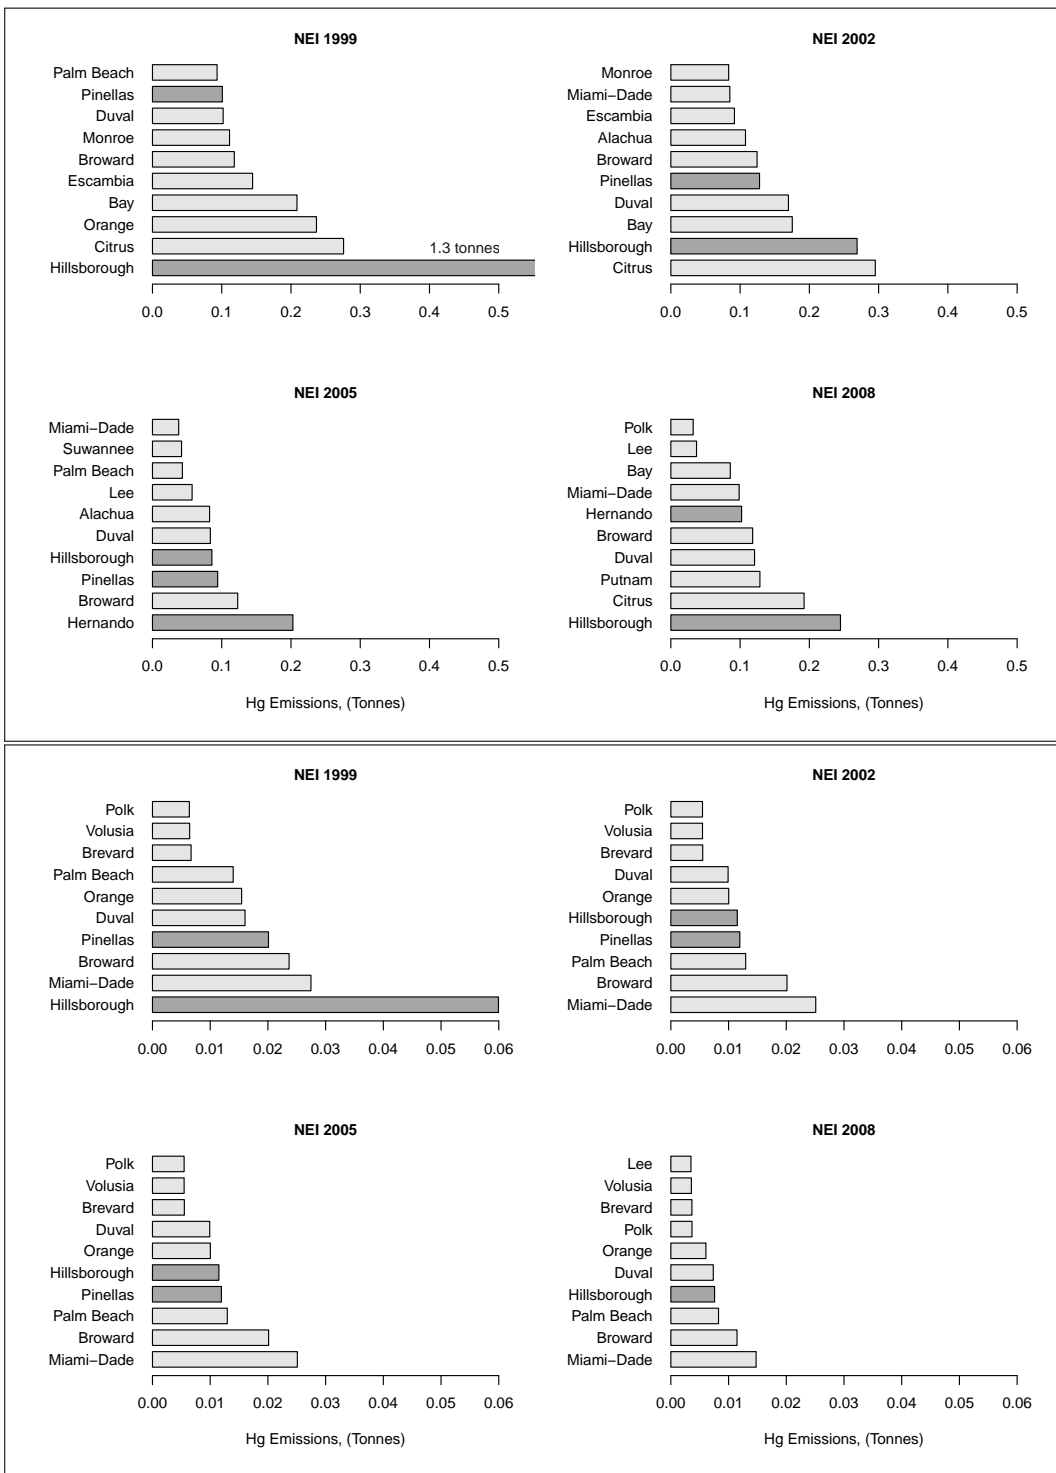 NEI 1999
Palm Beach
Pinellas
Duval
Monroe
Broward
Escambia
Bay
Orange
Citrus
1.3 tonnes
Hillsborough
0.0 0.1 0.2 0.3 0.4 0.5
NEI 2002
Monroe
Miami−Dade
Escambia
Alachua
Broward
Pinellas
Duval
Bay
Hillsborough
Citrus
0.0 0.1 0.2 0.3 0.4 0.5
NEI 2005
Miami−Dade
Suwannee
Palm Beach
Lee
Alachua
Duval
Hillsborough
Pinellas
Broward
Hernando
0.0 0.1 0.2 0.3 0.4 0.5
Hg Emissions, (Tonnes)
NEI 2008
Polk
Lee
Bay
Miami−Dade
Hernando
Broward
Duval
Putnam
Citrus
Hillsborough
0.0 0.1 0.2 0.3 0.4 0.5
Hg Emissions, (Tonnes)
NEI 1999
Polk
Volusia
Brevard
Palm Beach
Orange
Duval
Pinellas
Broward
Miami−Dade
Hillsborough
0.00 0.01 0.02 0.03 0.04 0.05 0.06
NEI 2002
Polk
Volusia
Brevard
Duval
Orange
Hillsborough
Pinellas
Palm Beach
Broward
Miami−Dade
0.00 0.01 0.02 0.03 0.04 0.05 0.06
NEI 2005
Polk
Volusia
Brevard
Duval
Orange
Hillsborough
Pinellas
Palm Beach
Broward
Miami−Dade
0.00 0.01 0.02 0.03 0.04 0.05 0.06
Hg Emissions, (Tonnes)
NEI 2008
Lee
Volusia
Brevard
Polk
Orange
Duval
Hillsborough
Palm Beach
Broward
Miami−Dade
0.00 0.01 0.02 0.03 0.04 0.05 0.06
Hg Emissions, (Tonnes)